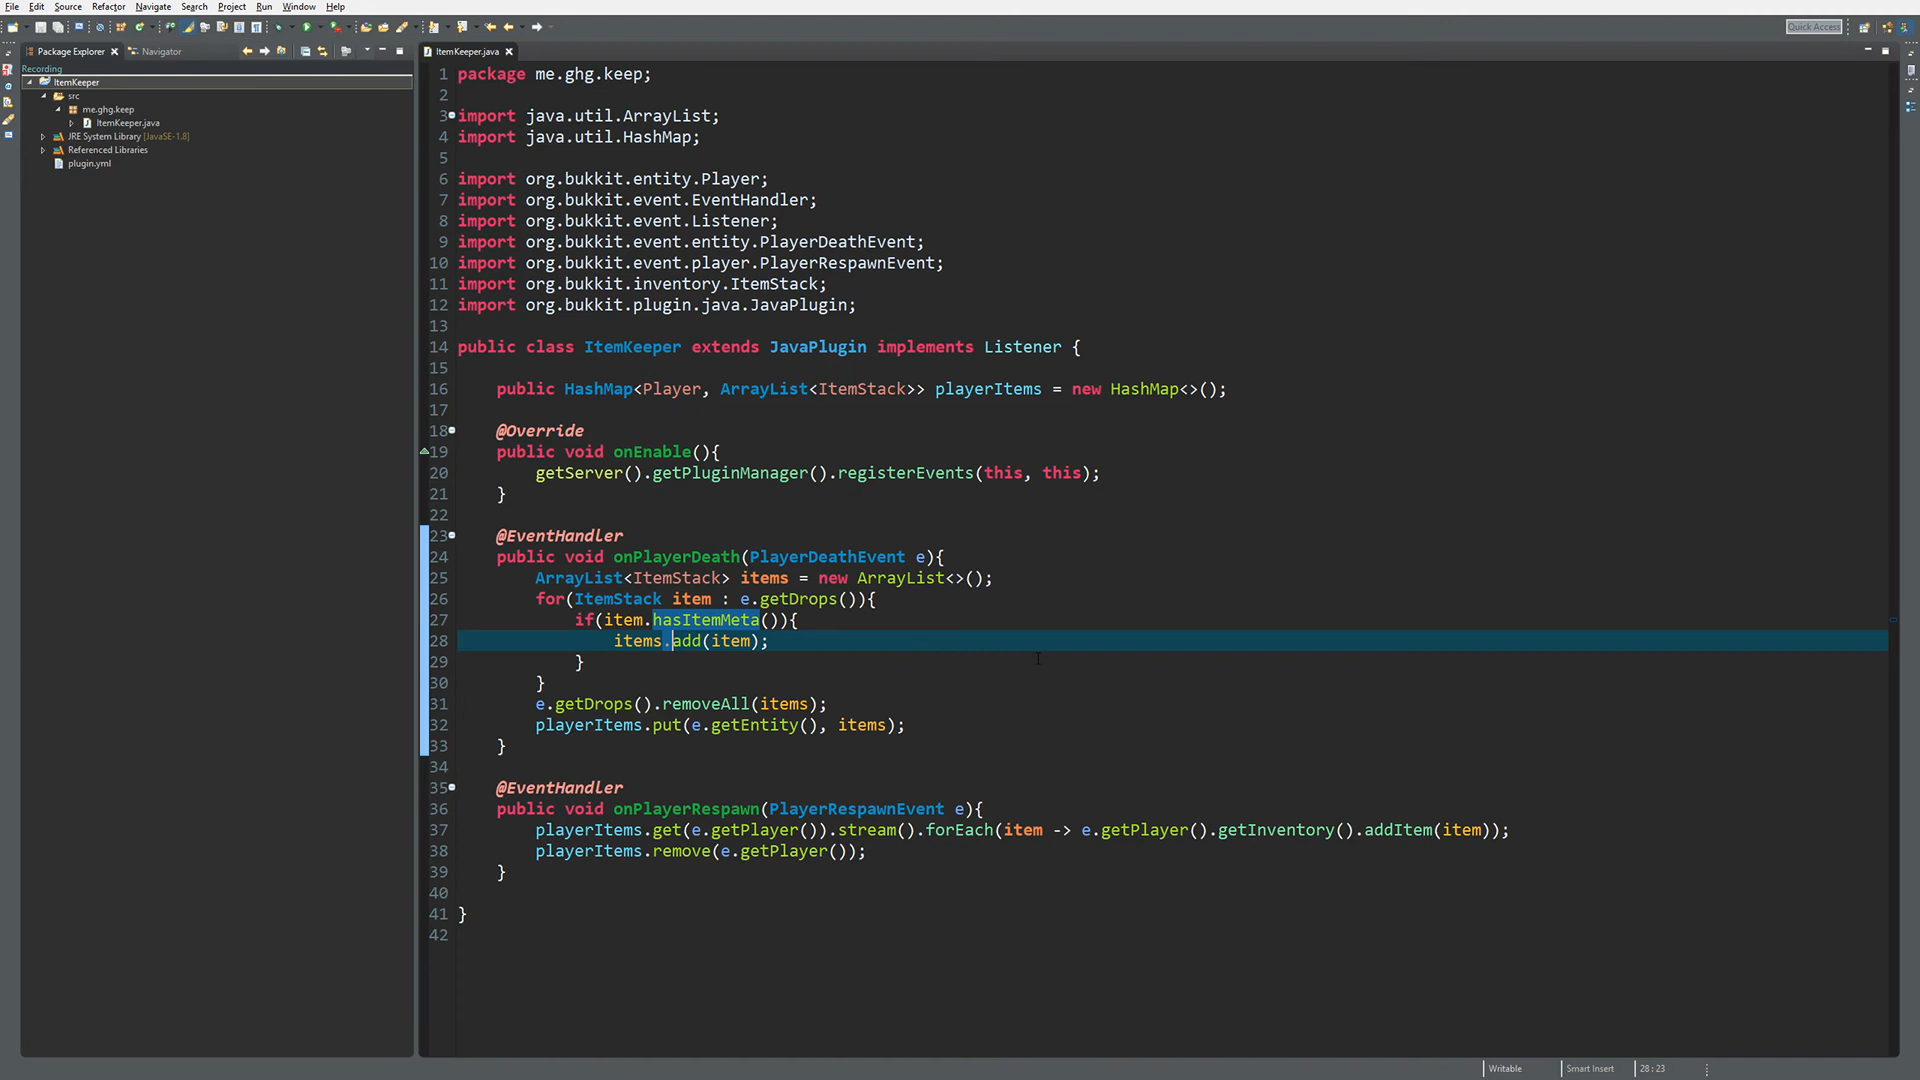 File Edit Source Refactor Navigate Search Project Run Window Help
Quick Access
Package Explorer Navigator
Recording
ItemKeeper
src
me.ghg.keep
ItemKeeper.java
JRE System Library [JavaSE-1.8]
Referenced Libraries
plugin.yml
ItemKeeper.java
1 package me.ghg.keep;
2
3 import java.util.ArrayList;
4 import java.util.HashMap;
5
6 import org.bukkit.entity.Player;
7 import org.bukkit.event.EventHandler;
8 import org.bukkit.event.Listener;
9 import org.bukkit.event.entity.PlayerDeathEvent;
10 import org.bukkit.event.player.PlayerRespawnEvent;
11 import org.bukkit.inventory.ItemStack;
12 import org.bukkit.plugin.java.JavaPlugin;
13
14 public class ItemKeeper extends JavaPlugin implements Listener {
15
16 public HashMap<Player, ArrayList<ItemStack>> playerItems = new HashMap<>();
17
18 @Override
19 public void onEnable(){
20 getServer().getPluginManager().registerEvents(this, this);
21 }
22
23 @EventHandler
24 public void onPlayerDeath(PlayerDeathEvent e){
25 ArrayList<ItemStack> items = new ArrayList<>();
26 for(ItemStack item : e.getDrops()){
27 if(item.hasItemMeta()){
28 items.add(item);
29 }
30 }
31 e.getDrops().removeAll(items);
32 playerItems.put(e.getEntity(), items);
33 }
34
35 @EventHandler
36 public void onPlayerRespawn(PlayerRespawnEvent e){
37 playerItems.get(e.getPlayer()).stream().forEach(item -> e.getPlayer().getInventory().addItem(item));
38 playerItems.remove(e.getPlayer());
39 }
40
41 }
42
Writable Smart Insert 28:23